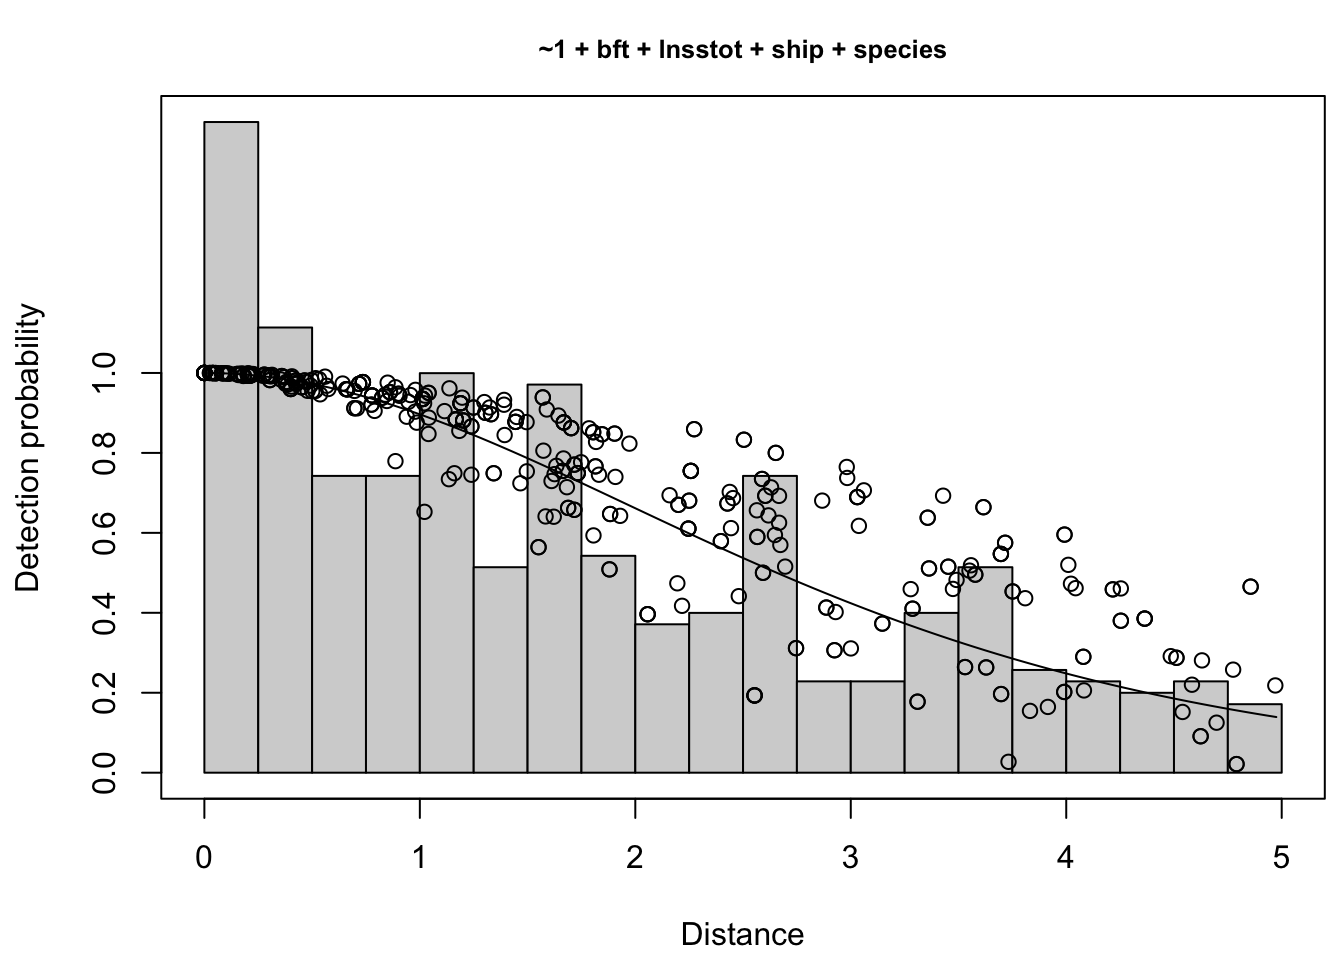 ~1 + bft + lnsstot + ship + species
Detection probability
1.0
0.8
0.6
0.4
0.2
0.0
0 1 2 3 4 5
Distance